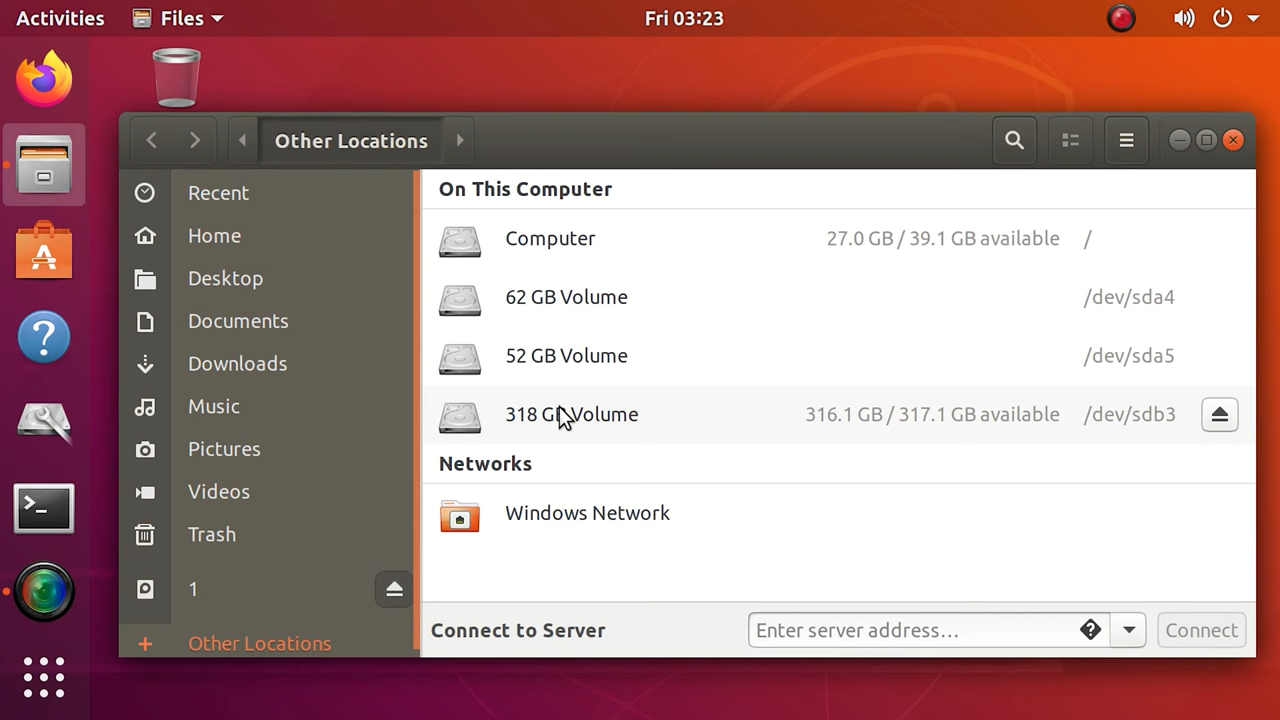 Activities Files Fri 03:23
Other Locations
Recent
Home
Desktop
Documents
Downloads
Music
Pictures
Videos
Trash
1
+ Other Locations
On This Computer
Computer 27.0 GB / 39.1 GB available /
62 GB Volume /dev/sda4
52 GB Volume /dev/sda5
318 GB Volume 316.1 GB / 317.1 GB available /dev/sdb3
Networks
Windows Network
Connect to Server Enter server address... Connect